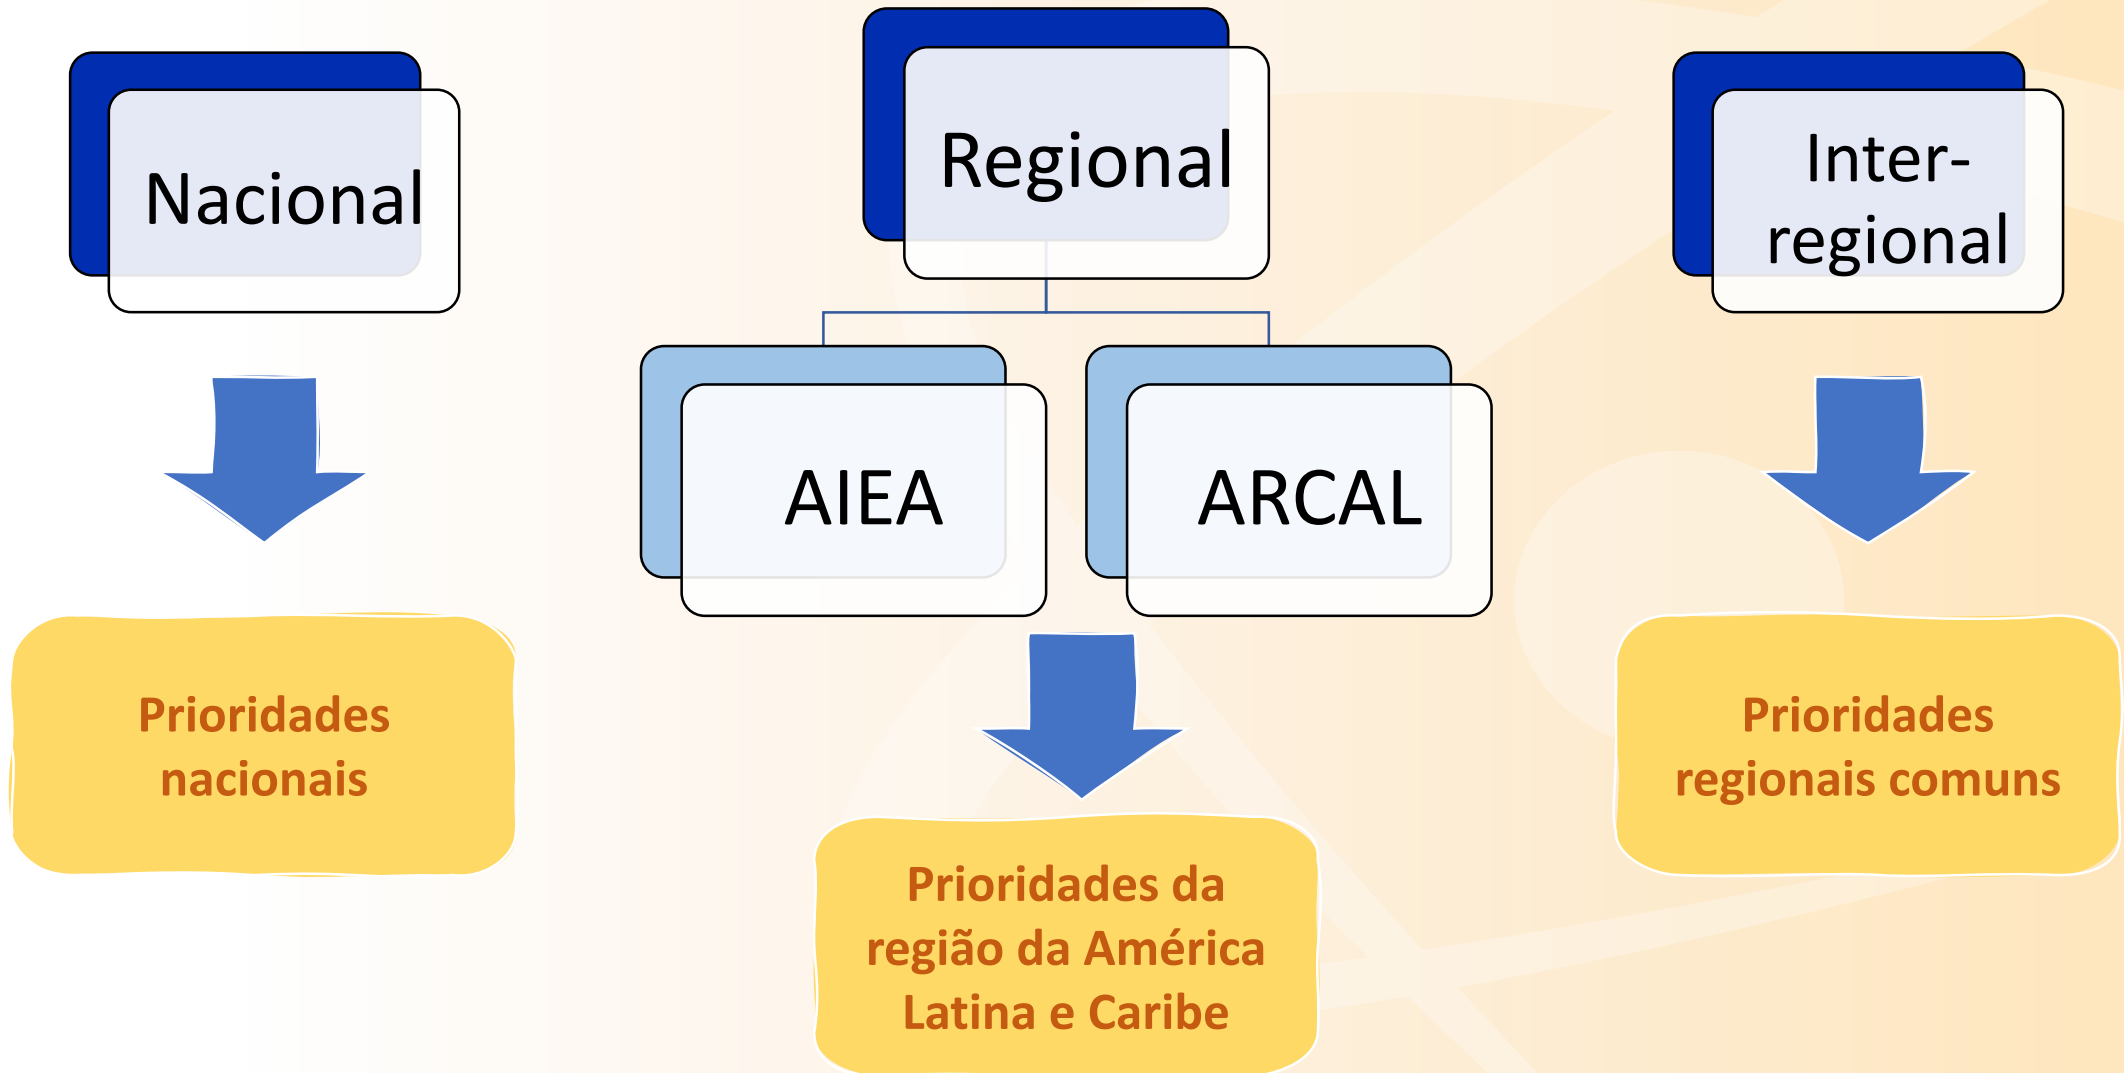 Nacional
Regional
Inter-
regional
AIEA
ARCAL
Prioridades
nacionais
Prioridades da
região da América
Latina e Caribe
Prioridades
regionais comuns